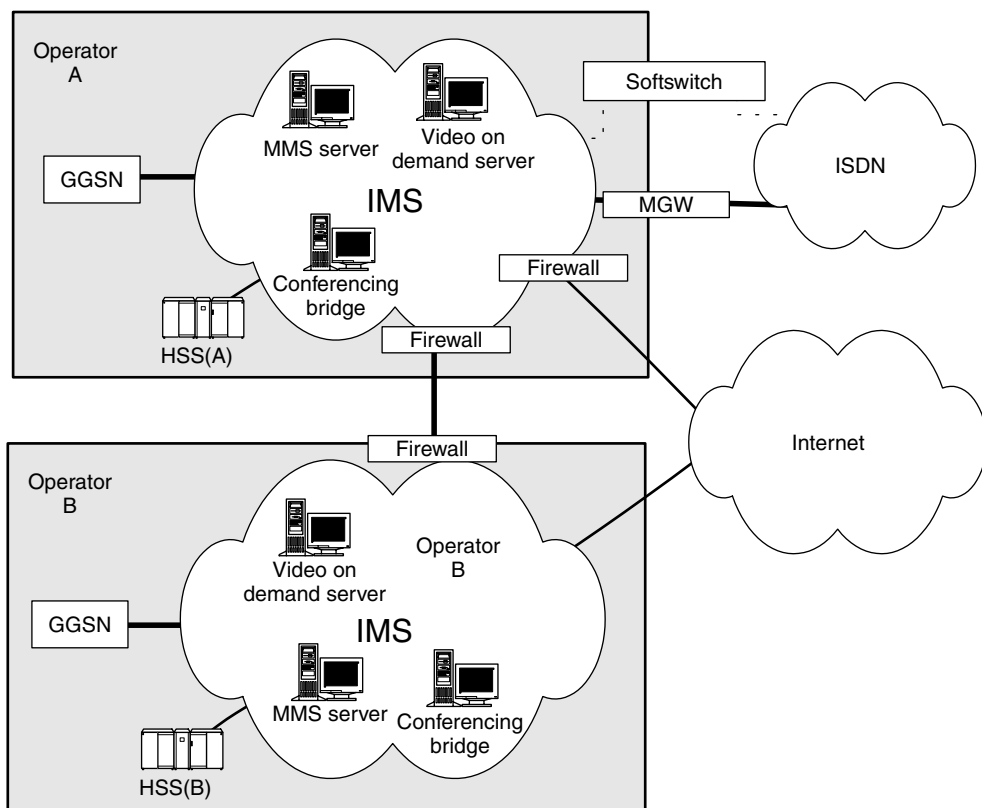 Operator
A
Softswitch
MMS server
Video on
demand server
GGSN
IMS
MGW
ISDN
Firewall
Conferencing
bridge
HSS(A)
Firewall
Firewall
Internet
Operator
B
Operator
B
Video on
demand server
GGSN
IMS
MMS server
Conferencing
bridge
HSS(B)